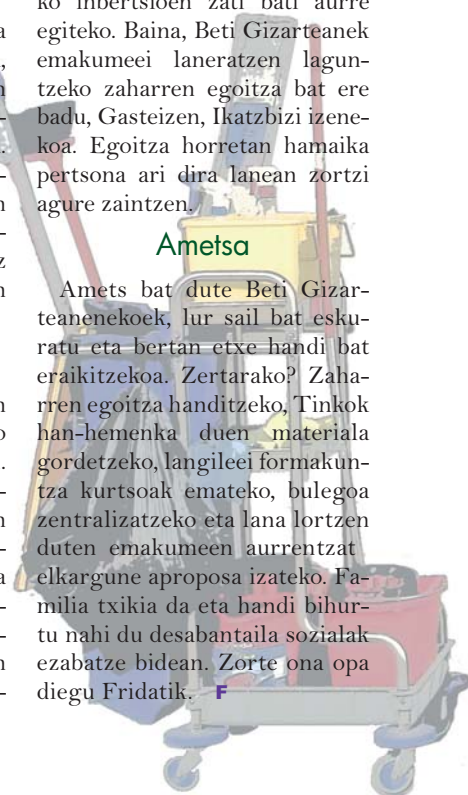 ko inbertsioen zati bati aurre
egiteko. Baina, Beti Gizarteanek
emakumeei laneratzen lagun-
tzeko zaharren egoitza bat ere
badu, Gasteizen, Ikatzbizi izene-
koa. Egoitza horretan hamaika
pertsona ari dira lanean zortzi
agure zaintzen.
Ametsa
Amets bat dute Beti Gizar-
teanenekoek, lur sail bat esku-
ratu eta bertan etxe handi bat
eraikitzekoa. Zertarako? Zaha-
rren egoitza handitzeko, Tinkok
han-hemenka duen materiala
gordetzeko, langileei formakun-
tza kurtsoak emateko, bulegoa
zentralizatzeko eta lana lortzen
duten emakumeen aurrentzat
elkargune aproposa izateko. Fa-
milia txikia da eta handi bihur-
tu nahi du desabantaila sozialak
ezabatze bidean. Zorte ona opa
diegu Fridatik. F